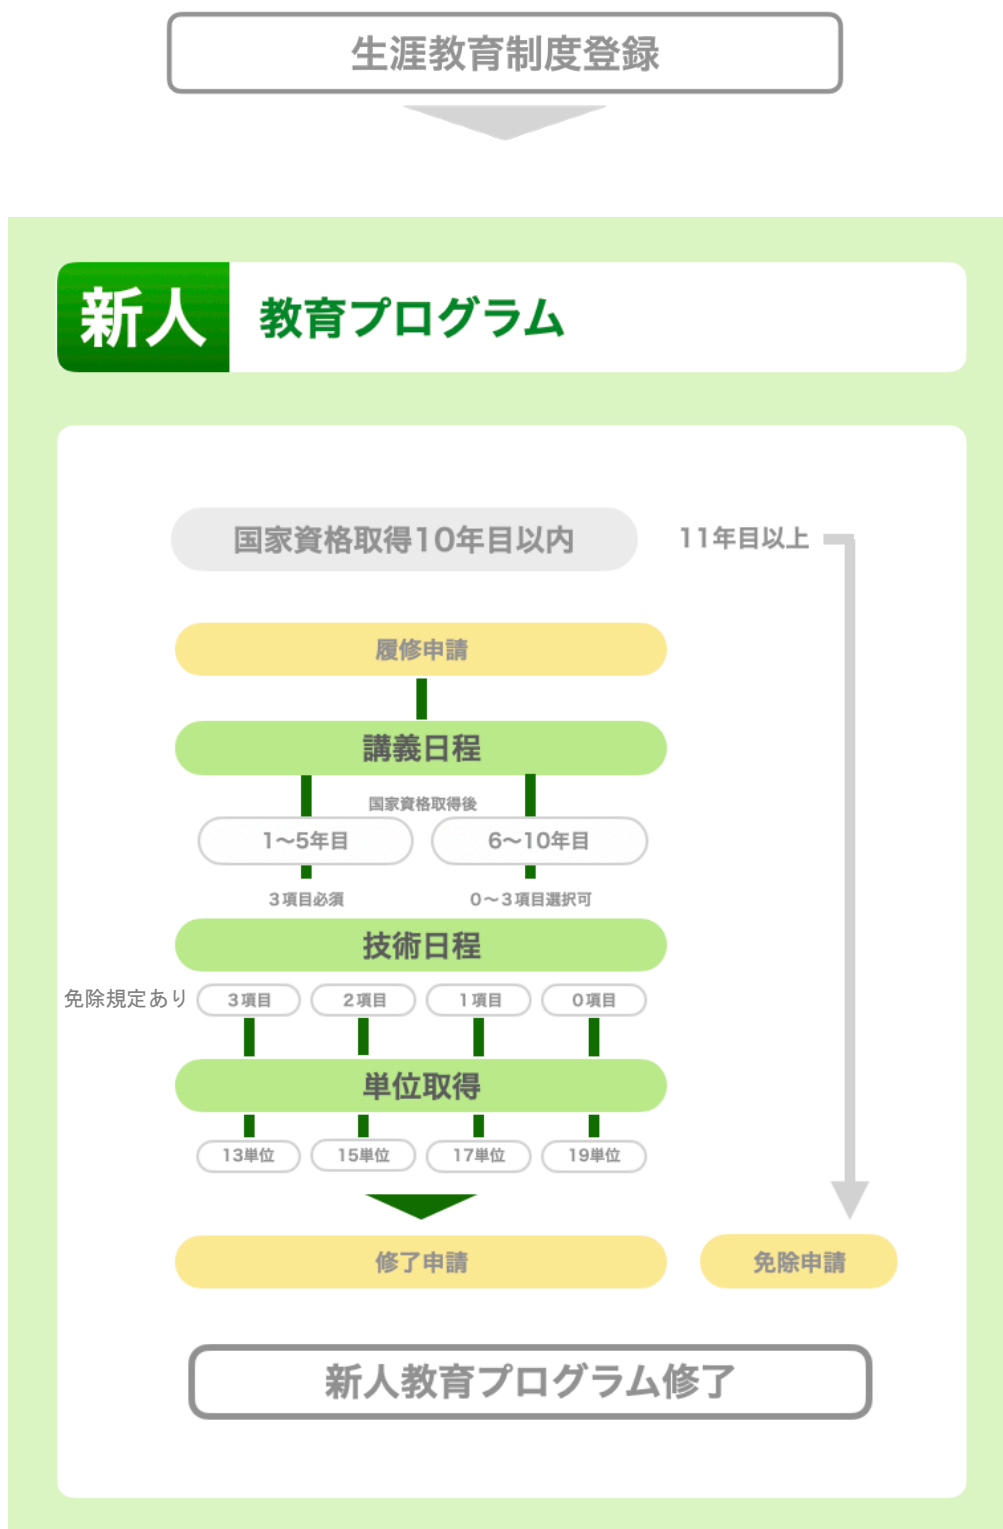 生涯教育制度登録
新人 教育プログラム
国家資格取得10年目以内 11年目以上
履修申請
講義日程
国家資格取得後
1〜5年目 6〜10年目
3項目必須 0〜3項目選択可
技術日程
免除規定あり 3項目 2項目 1項目 0項目
単位取得
13単位 15単位 17単位 19単位
修了申請 免除申請
新人教育プログラム修了